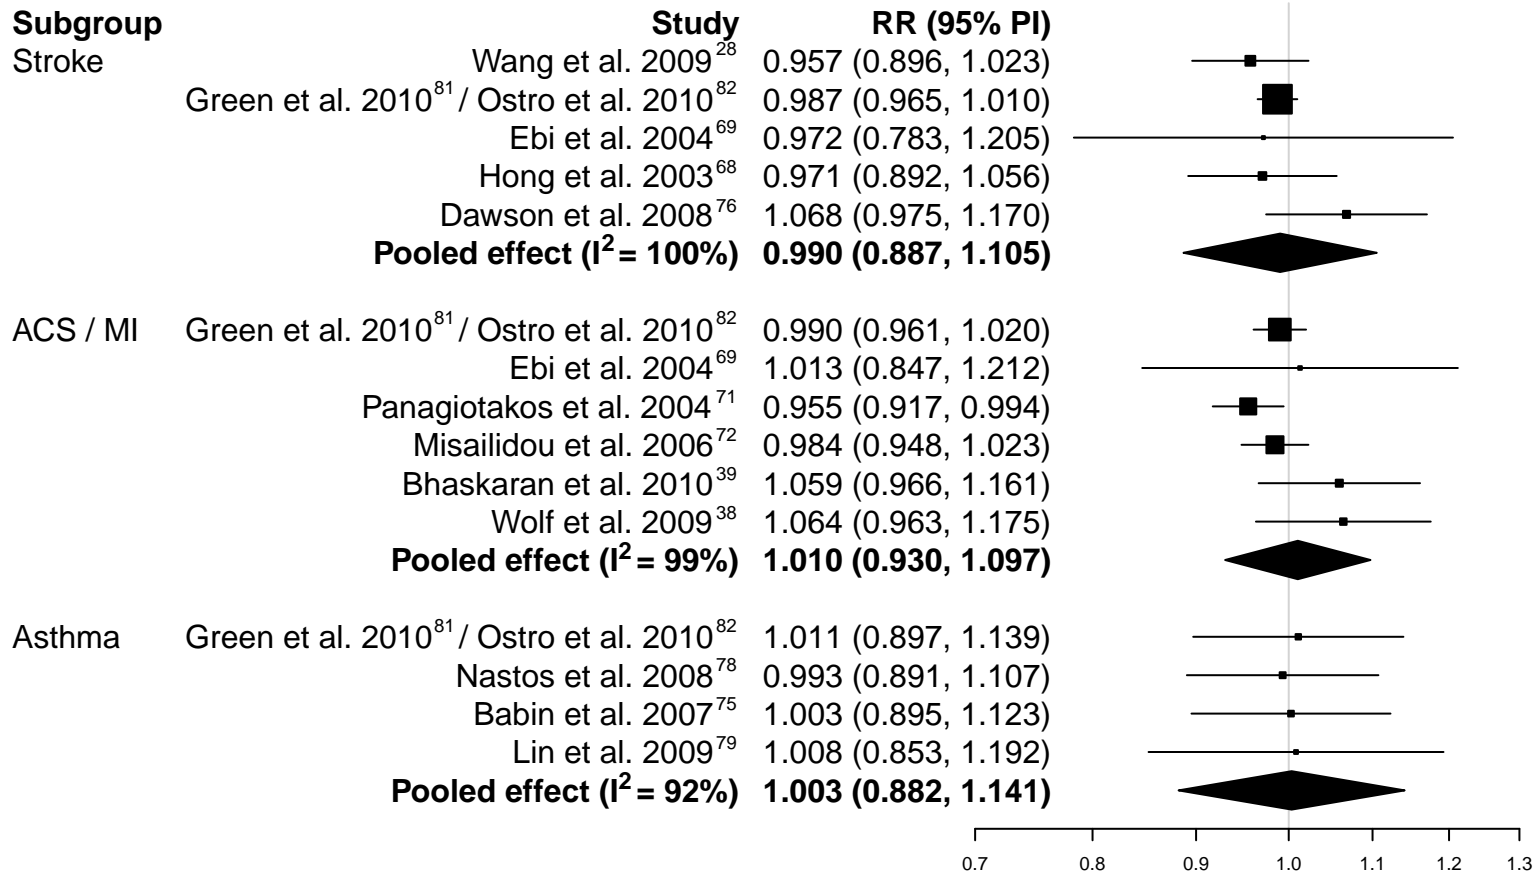 Subgroup Study RR (95% PI)
Stroke Wang et al. 2009²⁸ 0.957 (0.896, 1.023)
Green et al. 2010⁸¹ / Ostro et al. 2010⁸² 0.987 (0.965, 1.010)
Ebi et al. 2004⁶⁹ 0.972 (0.783, 1.205)
Hong et al. 2003⁶⁸ 0.971 (0.892, 1.056)
Dawson et al. 2008⁷⁶ 1.068 (0.975, 1.170)
Pooled effect (I² = 100%) 0.990 (0.887, 1.105)
ACS / MI Green et al. 2010⁸¹ / Ostro et al. 2010⁸² 0.990 (0.961, 1.020)
Ebi et al. 2004⁶⁹ 1.013 (0.847, 1.212)
Panagiotakos et al. 2004⁷¹ 0.955 (0.917, 0.994)
Misailidou et al. 2006⁷² 0.984 (0.948, 1.023)
Bhaskaran et al. 2010³⁹ 1.059 (0.966, 1.161)
Wolf et al. 2009³⁸ 1.064 (0.963, 1.175)
Pooled effect (I² = 99%) 1.010 (0.930, 1.097)
Asthma Green et al. 2010⁸¹ / Ostro et al. 2010⁸² 1.011 (0.897, 1.139)
Nastos et al. 2008⁷⁸ 0.993 (0.891, 1.107)
Babin et al. 2007⁷⁵ 1.003 (0.895, 1.123)
Lin et al. 2009⁷⁹ 1.008 (0.853, 1.192)
Pooled effect (I² = 92%) 1.003 (0.882, 1.141)
0.7 0.8 0.9 1.0 1.1 1.2 1.3